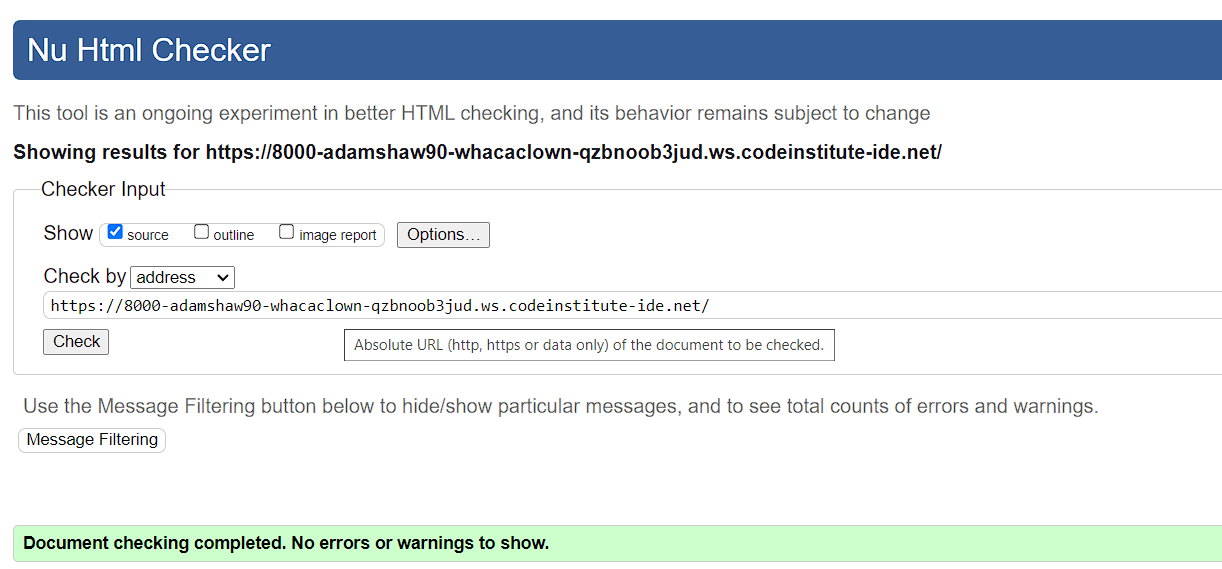 Nu Html Checker
This tool is an ongoing experiment in better HTML checking, and its behavior remains subject to change
Showing results for https://8000-adamshaw90-whacaclown-qzbnoob3jud.ws.codeinstitute-ide.net/
Checker Input
Show source outline image report Options...
Check by address
https://8000-adamshaw90-whacaclown-qzbnoob3jud.ws.codeinstitute-ide.net/
Check Absolute URL (http, https or data only) of the document to be checked.
Use the Message Filtering button below to hide/show particular messages, and to see total counts of errors and warnings.
Message Filtering
Document checking completed. No errors or warnings to show.